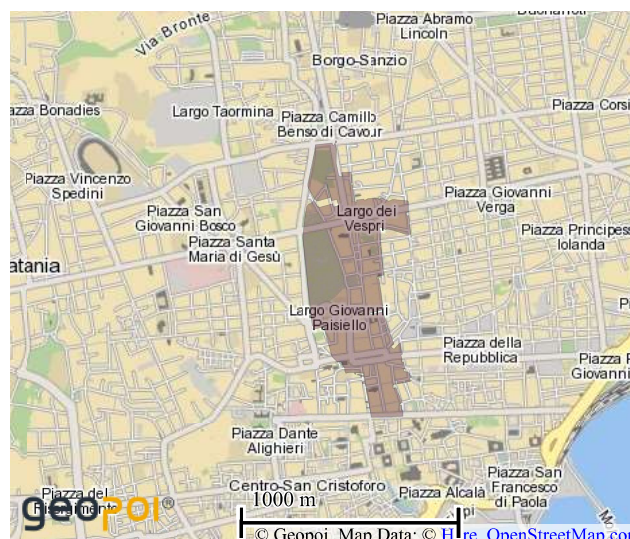 Piazza Abramo
Lincoln
Via Bronte
Borgo-Sanzio
azza Bonadies
Largo Taormina
Piazza Camillo
Benso di Cavour
Piazza Corsi
Piazza Vincenzo
Spedini
Piazza Giovanni
Verga
Piazza San
Giovanni Bosco
Largo dei
Vespri
Piazza Principess
Iolanda
Piazza Santa
Maria di Gesù
atania
Largo Giovanni
Paisiello
Piazza della
Repubblica
Piazza
Giovanni
Piazza Dante
Alighieri
Piazza San
Francesco
di Paola
Centro-San Cristoforo
Piazza Alcalà
Piazza del
Risorgimento
geopoi®
1000 m
© Geopoi, Map Data: © Here, OpenStreetMap.co